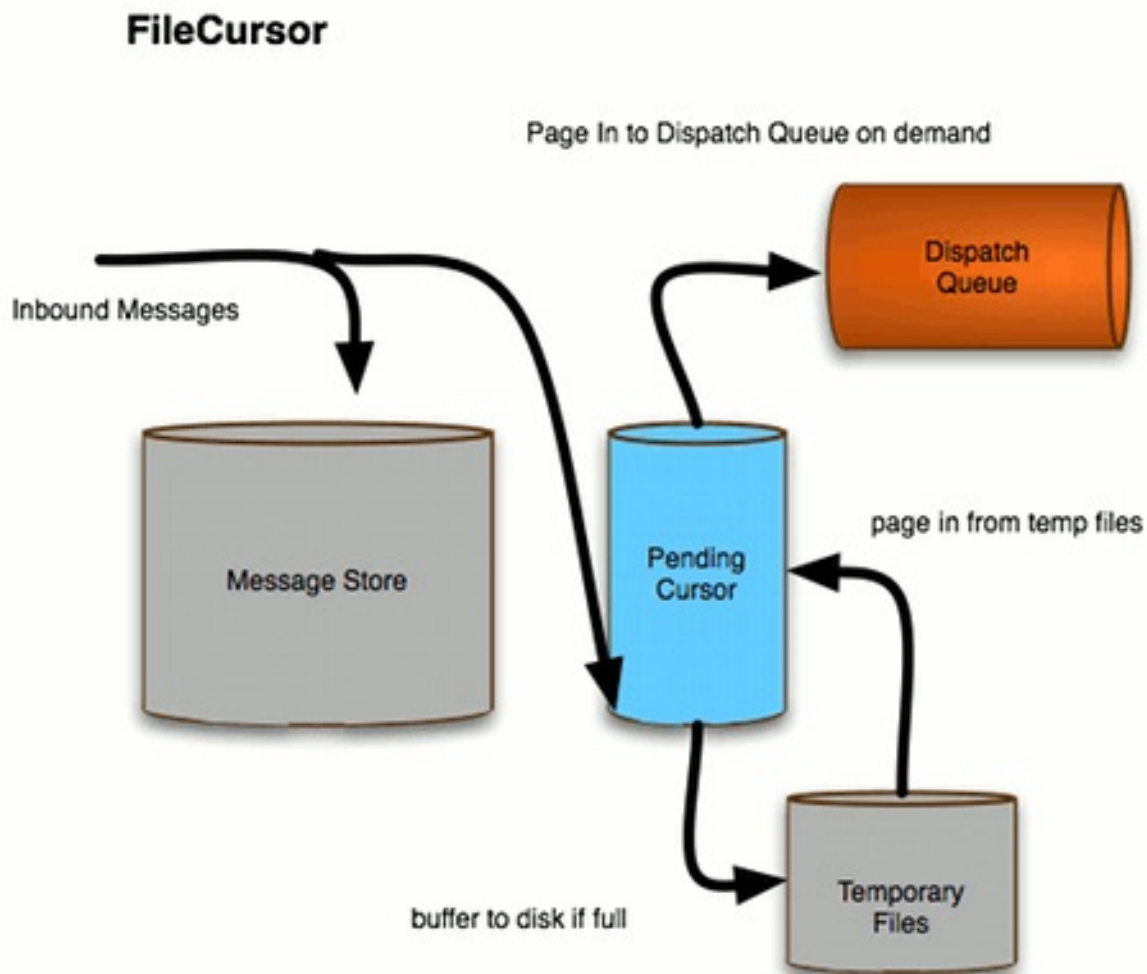 FileCursor
Page In to Dispatch Queue on demand
Dispatch
Queue
Inbound Messages
page in from temp files
Pending
Cursor
Message Store
Temporary
Files
buffer to disk if full